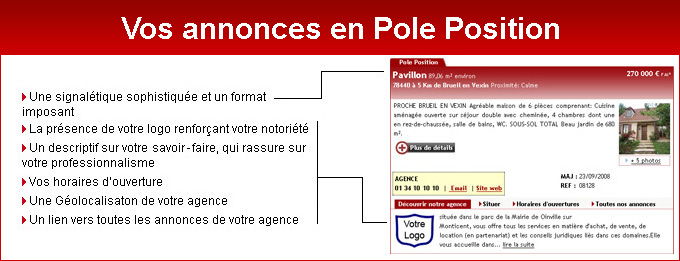 Vos annonces en Pole Position
Une signalétique sophistiquée et un format
imposant
La présence de votre logo renforçant votre notoriété
Un descriptif sur votre savoir-faire, qui rassure sur
votre professionnalisme
Vos horaires d'ouverture
Une Géolocalisaton de votre agence
Un lien vers toutes les annonces de votre agence
Pole Position
Pavillon 89,06 m² environ 270 000 € FAI*
78440 à 5 Km de Brueil en Vexin Proximité: Calme
PROCHE BRUEIL EN VEXIN Agréable maison de 6 pièces comprenant: Cuisine
aménagée ouverte sur séjour double avec cheminée, 4 chambres dont une
en rez-de-chaussée, salle de bains, WC. SOUS-SOL TOTAL Beau jardin de 680
m².
Plus de détails
+ 5 photos
AGENCE
01 34 10 10 10 | Email | Site web
MAJ : 23/09/2008
REF : 08128
Découvrir notre agence Situer Horaires d'ouvertures Toutes nos annonces
Votre
Logo
située dans le parc de la Mairie de Oinville sur
Monticent, vous offre tous les services en matière d'achat, de vente, de
location (en partenariat) et les conseils juridiques liés dans ces domaines.Elle
vous accueille dans... lire la suite